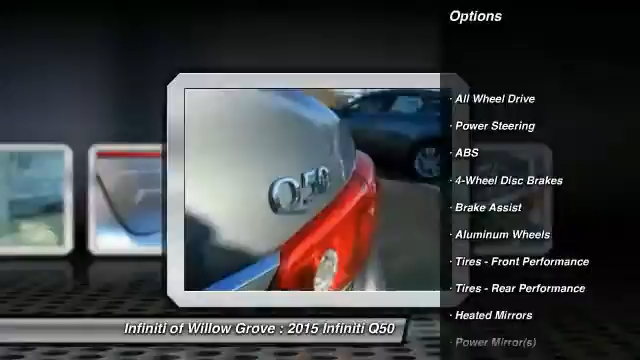 Options
· All Wheel Drive
· Power Steering
· ABS
· 4-Wheel Disc Brakes
· Brake Assist
· Aluminum Wheels
· Tires - Front Performance
· Tires - Rear Performance
· Heated Mirrors
· Power Mirror(s)
Q50
Infiniti of Willow Grove : 2015 Infiniti Q50